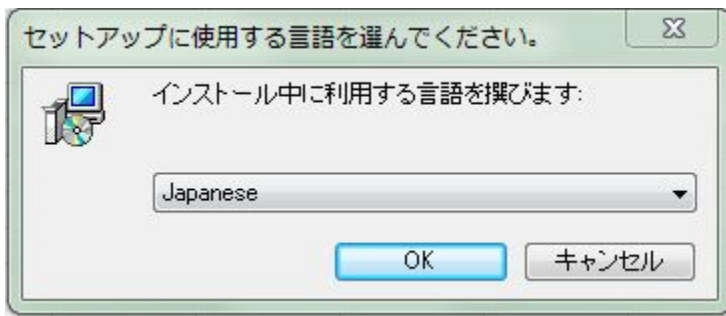 セットアップに使用する言語を選んでください。
インストール中に利用する言語を撰びます:
Japanese
OK
キャンセル